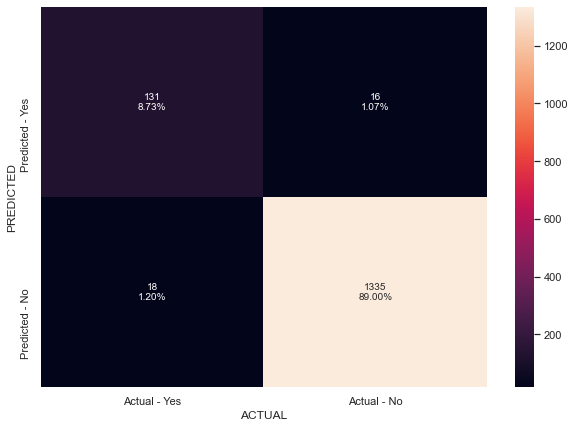 131
8.73%
16
1.07%
18
1.20%
1335
89.00%
Predicted - Yes
Predicted - No
PREDICTED
Actual - Yes
Actual - No
ACTUAL
1200
1000
800
600
400
200